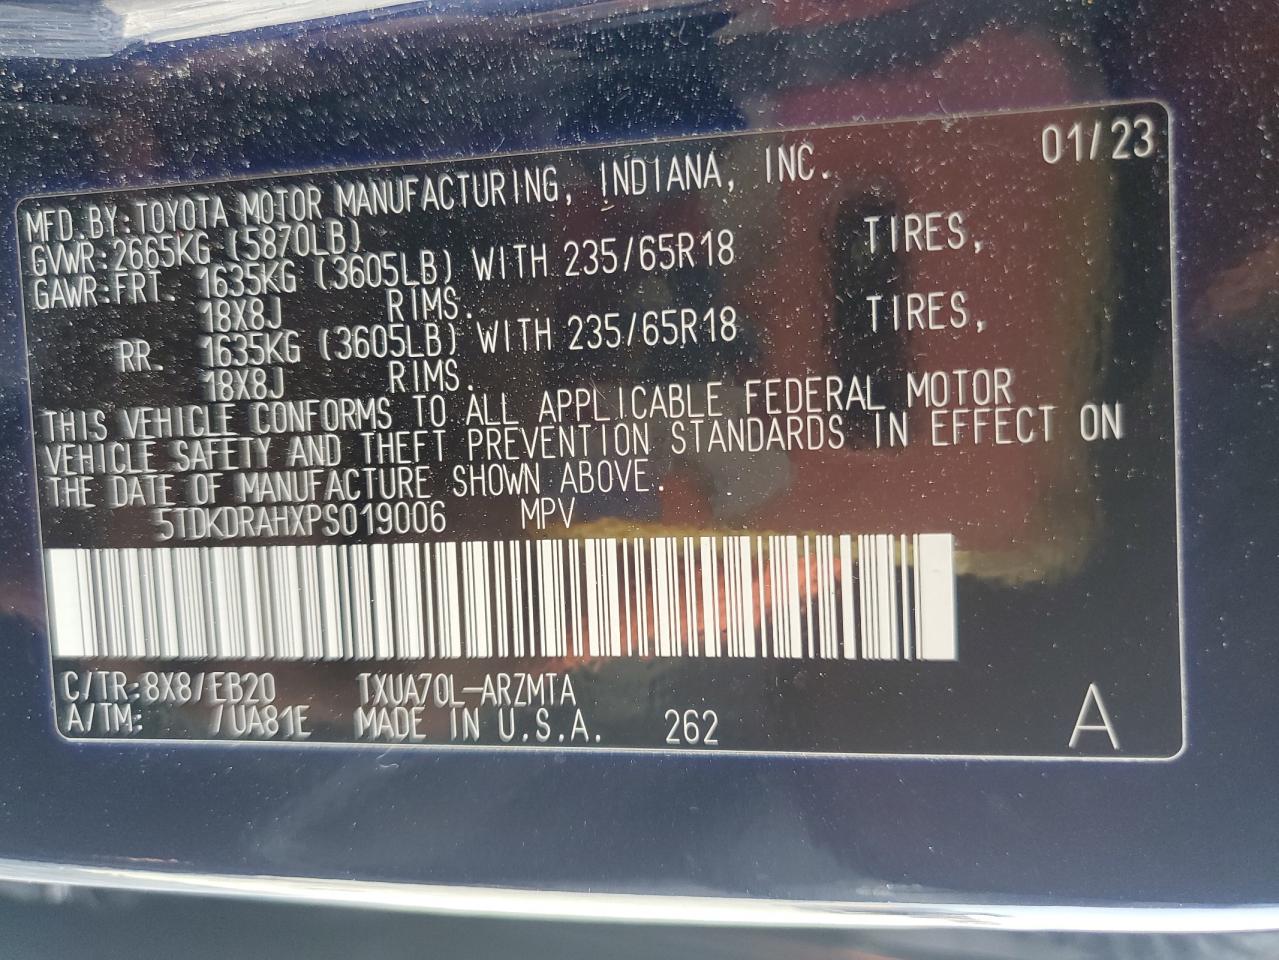 01/23
MFD.BY:TOYOTA MOTOR MANUFACTURING, INDIANA, INC.
GVWR:2665KG (5870LB)
GAWR:FRT. 1635KG (3605LB) WITH 235/65R18 TIRES,
18X8J RIMS.
RR. 1635KG (3605LB) WITH 235/65R18 TIRES,
18X8J RIMS.
THIS VEHICLE CONFORMS TO ALL APPLICABLE FEDERAL MOTOR
VEHICLE SAFETY AND THEFT PREVENTION STANDARDS IN EFFECT ON
THE DATE OF MANUFACTURE SHOWN ABOVE.
5TDKDRAHXPS019006 MPV
C/TR:8X8/EB20 TXUA70L-ARZMTA
A/TM: /UA81E MADE IN U.S.A. 262 A